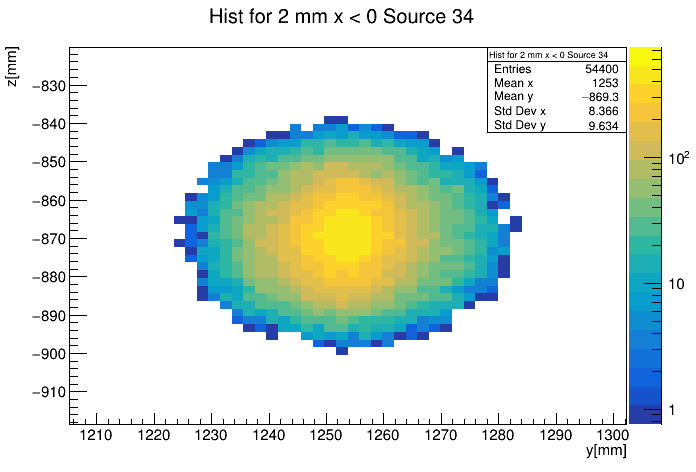 Hist for 2 mm x < 0 Source 34
z[mm]
Hist for 2 mm x < 0 Source 34
Entries 54400
Mean x 1253
Mean y −869.3
Std Dev x 8.366
Std Dev y 9.634
−830
−840
−850
−860
−870
−880
−890
−900
−910
10²
10
1
1210 1220 1230 1240 1250 1260 1270 1280 1290 1300
y[mm]